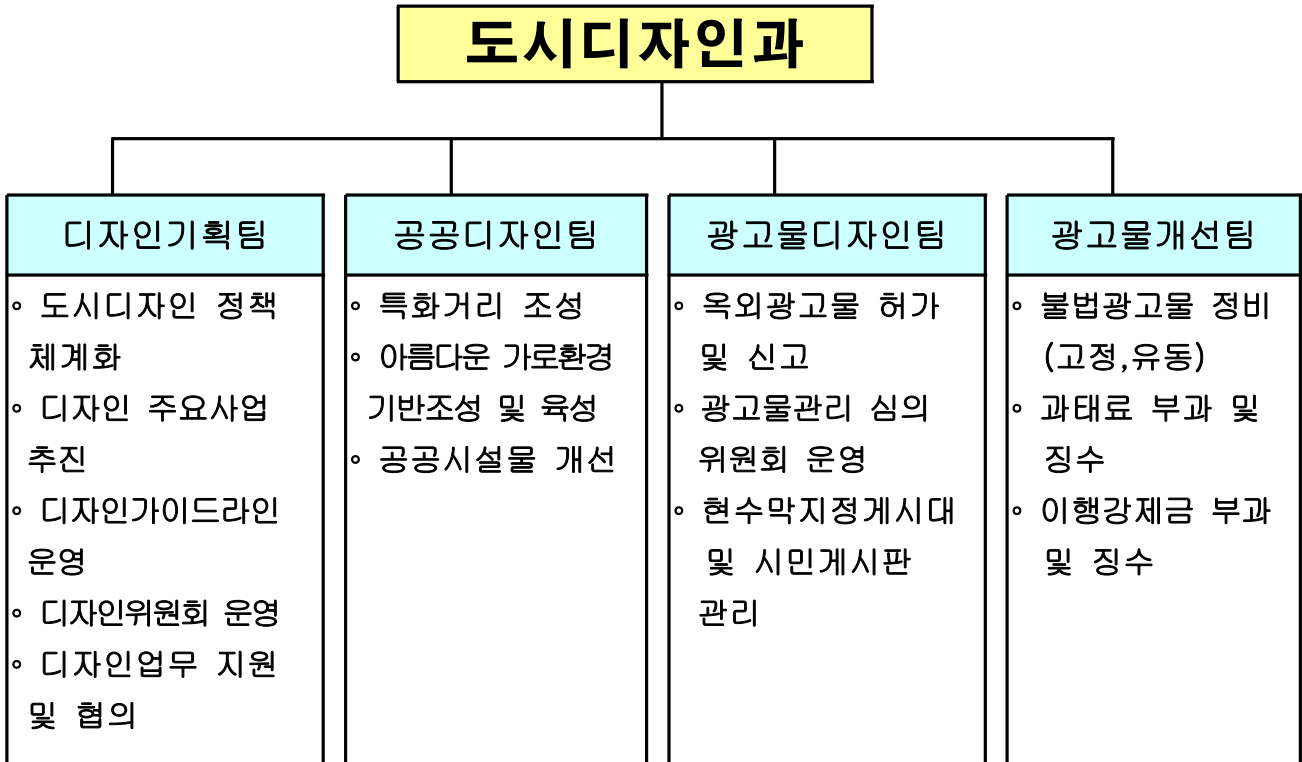 도시디자인과
디자인기획팀
◦ 도시디자인 정책
체계화
◦ 디자인 주요사업
추진
◦ 디자인가이드라인
운영
◦ 디자인위원회 운영
◦ 디자인업무 지원
및 협의
공공디자인팀
◦ 특화거리 조성
◦ 아름다운 가로환경
기반조성 및 육성
◦ 공공시설물 개선
광고물디자인팀
◦ 옥외광고물 허가
및 신고
◦ 광고물관리 심의
위원회 운영
◦ 현수막지정게시대
및 시민게시판
관리
광고물개선팀
◦ 불법광고물 정비
(고정,유동)
◦ 과태료 부과 및
징수
◦ 이행강제금 부과
및 징수